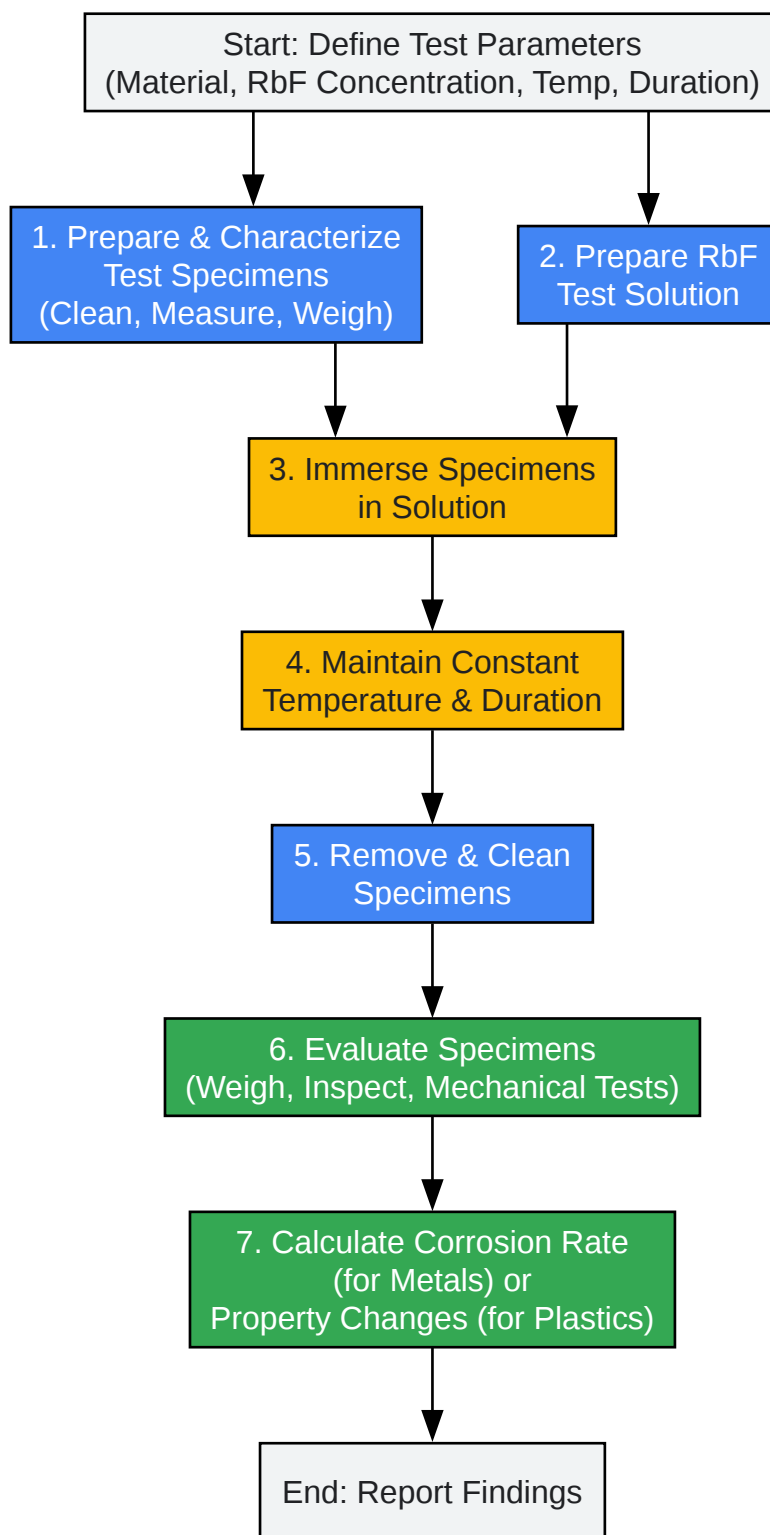 Start: Define Test Parameters
(Material, RbF Concentration, Temp, Duration)
1. Prepare & Characterize
Test Specimens
(Clean, Measure, Weigh)
2. Prepare RbF
Test Solution
3. Immerse Specimens
in Solution
4. Maintain Constant
Temperature & Duration
5. Remove & Clean
Specimens
6. Evaluate Specimens
(Weigh, Inspect, Mechanical Tests)
7. Calculate Corrosion Rate
(for Metals) or
Property Changes (for Plastics)
End: Report Findings